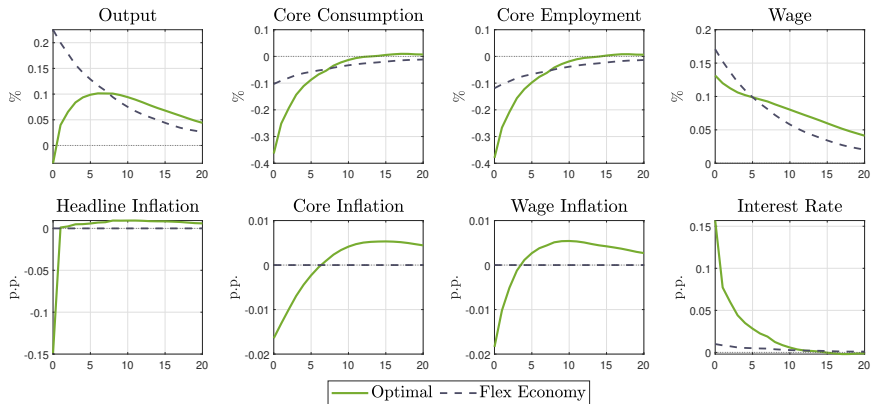 Output
Core Consumption
Core Employment
Wage
%
0.2
0.15
0.1
0.05
0
0 5 10 15 20
%
0.1
0
-0.1
-0.2
-0.3
-0.4
0 5 10 15 20
%
0.1
0
-0.1
-0.2
-0.3
-0.4
0 5 10 15 20
%
0.2
0.15
0.1
0.05
0
0 5 10 15 20
Headline Inflation
Core Inflation
Wage Inflation
Interest Rate
p.p.
0
-0.05
-0.1
-0.15
0 5 10 15 20
p.p.
0.01
0
-0.01
-0.02
0 5 10 15 20
p.p.
0.01
0
-0.01
-0.02
0 5 10 15 20
p.p.
0.15
0.1
0.05
0
0 5 10 15 20
Optimal
Flex Economy